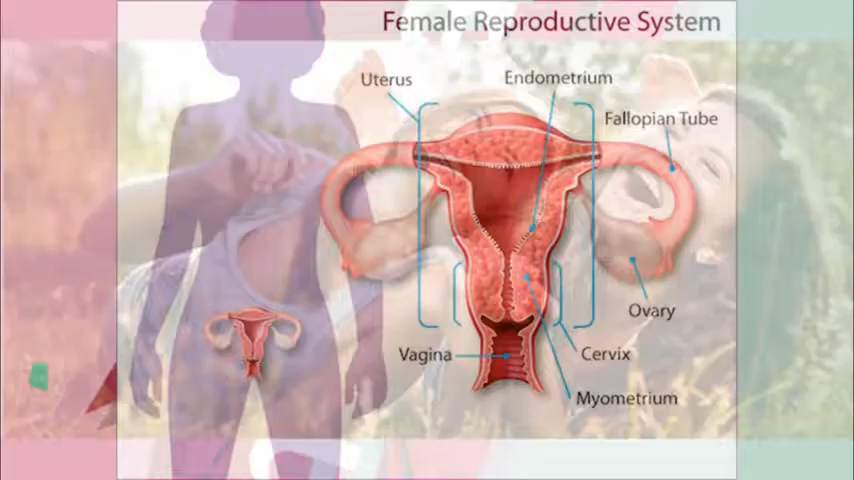 Female Reproductive System
Uterus
Endometrium
Fallopian Tube
Ovary
Vagina
Cervix
Myometrium